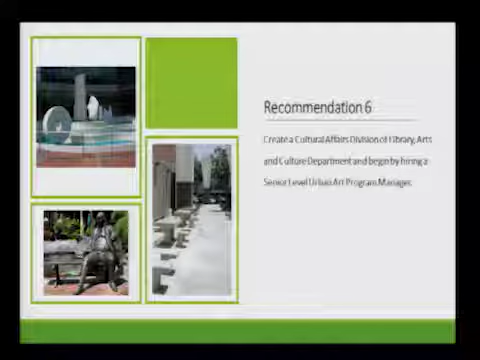 Recommendation 6
Create a Cultural Affairs Division of Library, Arts
and Culture Department and begin by hiring a
Senior Level Urban Art Program Manager.